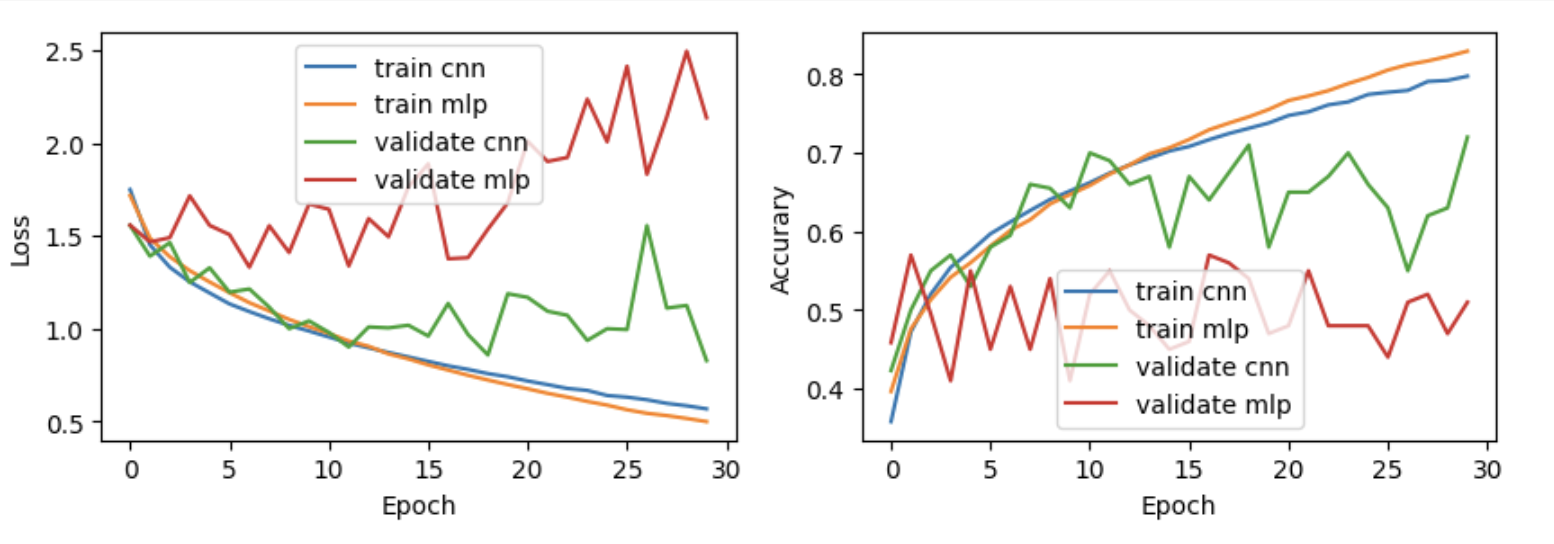 2.5
2.0
1.5
1.0
0.5
Loss
train cnn
train mlp
validate cnn
validate mlp
0 5 10 15 20 25 30
Epoch
0.8
0.7
0.6
0.5
0.4
Accurary
train cnn
train mlp
validate cnn
validate mlp
0 5 10 15 20 25 30
Epoch